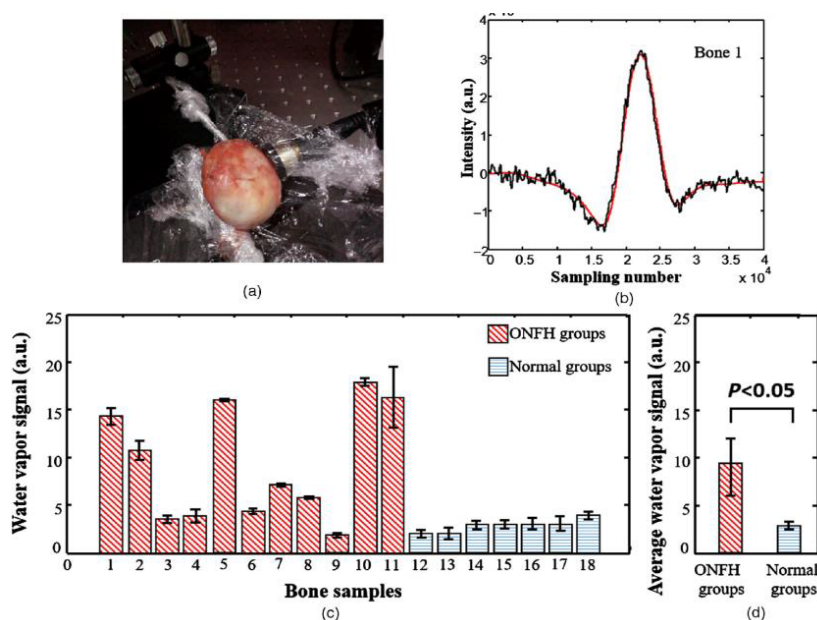 4
3
2
1
0
−1
−2
Intensity (a.u.)
Bone 1
0 0.5 1 1.5 2 2.5 3 3.5 4
Sampling number
× 10⁴
(a)
(b)
25
20
15
10
5
0
Water vapor signal (a.u.)
ONFH groups
Normal groups
0 1 2 3 4 5 6 7 8 9 10 11 12 13 14 15 16 17 18
Bone samples
(c)
25
20
15
10
5
0
Average water vapor signal (a.u.)
P<0.05
ONFH Normal
groups groups
(d)